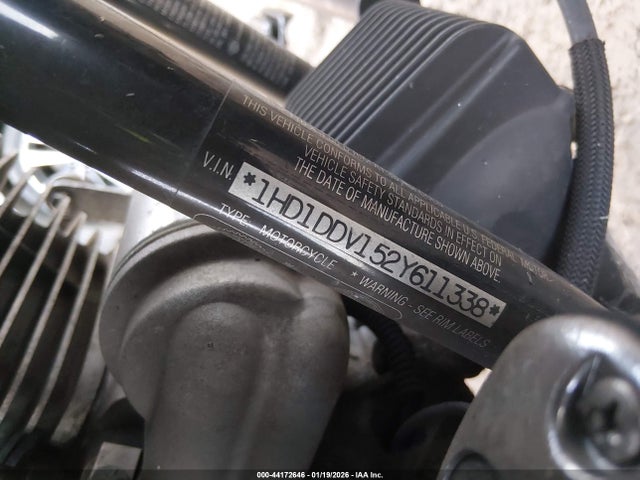 THIS VEHICLE CONFORMS TO ALL APPLICABLE U.S. FEDERAL MOTOR
VEHICLE SAFETY STANDARDS IN EFFECT ON
THE DATE OF MANUFACTURE SHOWN ABOVE.
V.I.N. *1HD1DDV152Y611338*
TYPE - MOTORCYCLE * WARNING - SEE RIM LABELS
000-44172646 - 01/19/2026 - IAA Inc.